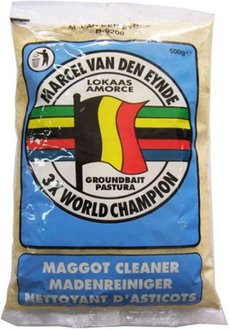 M. VAN DEN EYNDE
B-9200
500g
MARCEL VAN DEN EYNDE
LOKAAS
AMORCE
GROUNDBAIT
PASTURA
3X WORLD CHAMPION
MAGGOT CLEANER
MADENREINIGER
NETTOYANT D'ASTICOTS